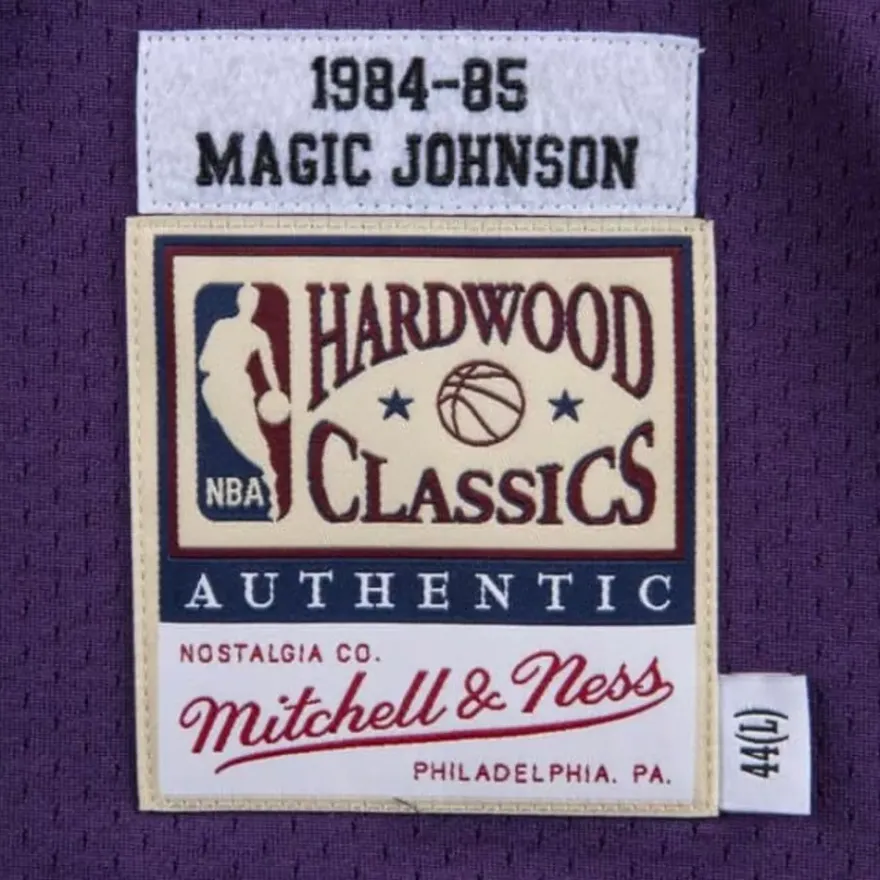 1984-85
MAGIC JOHNSON
HARDWOOD
CLASSICS
NBA
AUTHENTIC
NOSTALGIA CO.
Mitchell & Ness
PHILADELPHIA. PA.
44(L)